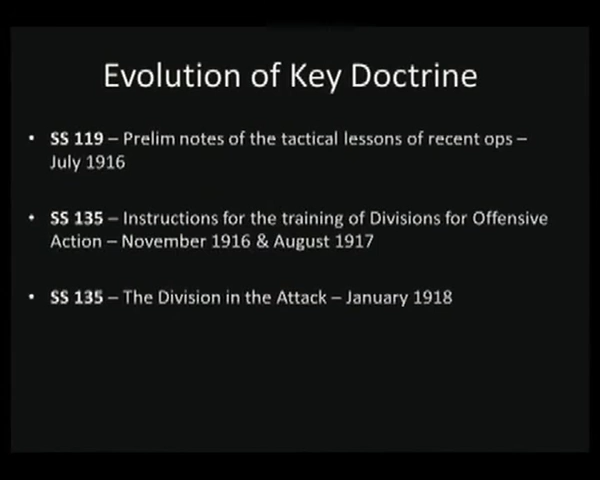 Evolution of Key Doctrine
• SS 119 – Prelim notes of the tactical lessons of recent ops –
July 1916
• SS 135 – Instructions for the training of Divisions for Offensive
Action – November 1916 & August 1917
• SS 135 – The Division in the Attack – January 1918